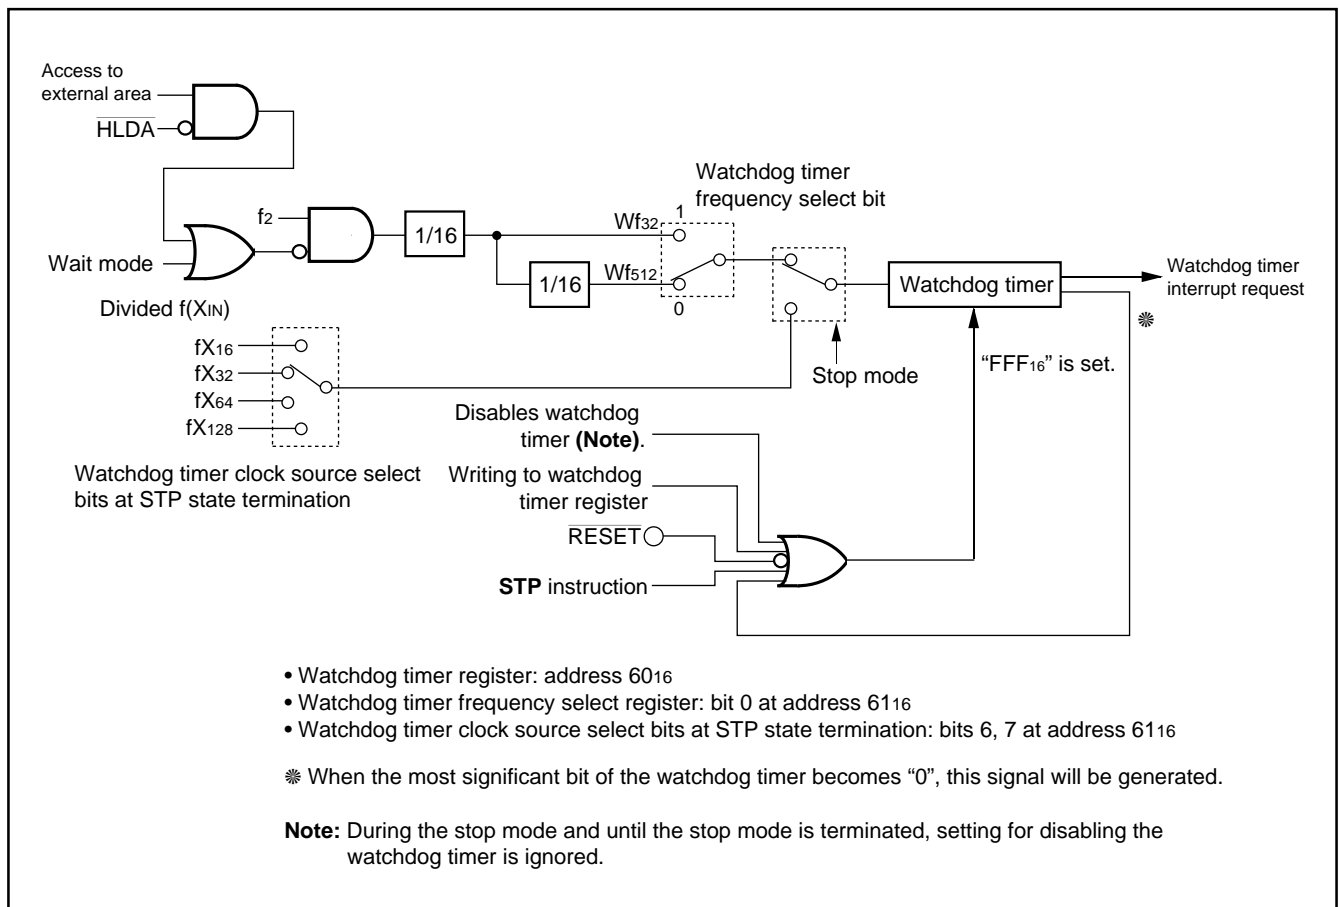 Access to
external area
HLDA
Wait mode
f2
1/16
1/16
Wf32
Wf512
Watchdog timer
frequency select bit
1
0
Watchdog timer
Watchdog timer
interrupt request
❋
“FFF16” is set.
Stop mode
Divided f(XIN)
fX16
fX32
fX64
fX128
Watchdog timer clock source select
bits at STP state termination
Disables watchdog
timer (Note).
Writing to watchdog
timer register
RESET
STP instruction
• Watchdog timer register: address 6016
• Watchdog timer frequency select register: bit 0 at address 6116
• Watchdog timer clock source select bits at STP state termination: bits 6, 7 at address 6116
❋ When the most significant bit of the watchdog timer becomes “0”, this signal will be generated.
Note: During the stop mode and until the stop mode is terminated, setting for disabling the
watchdog timer is ignored.